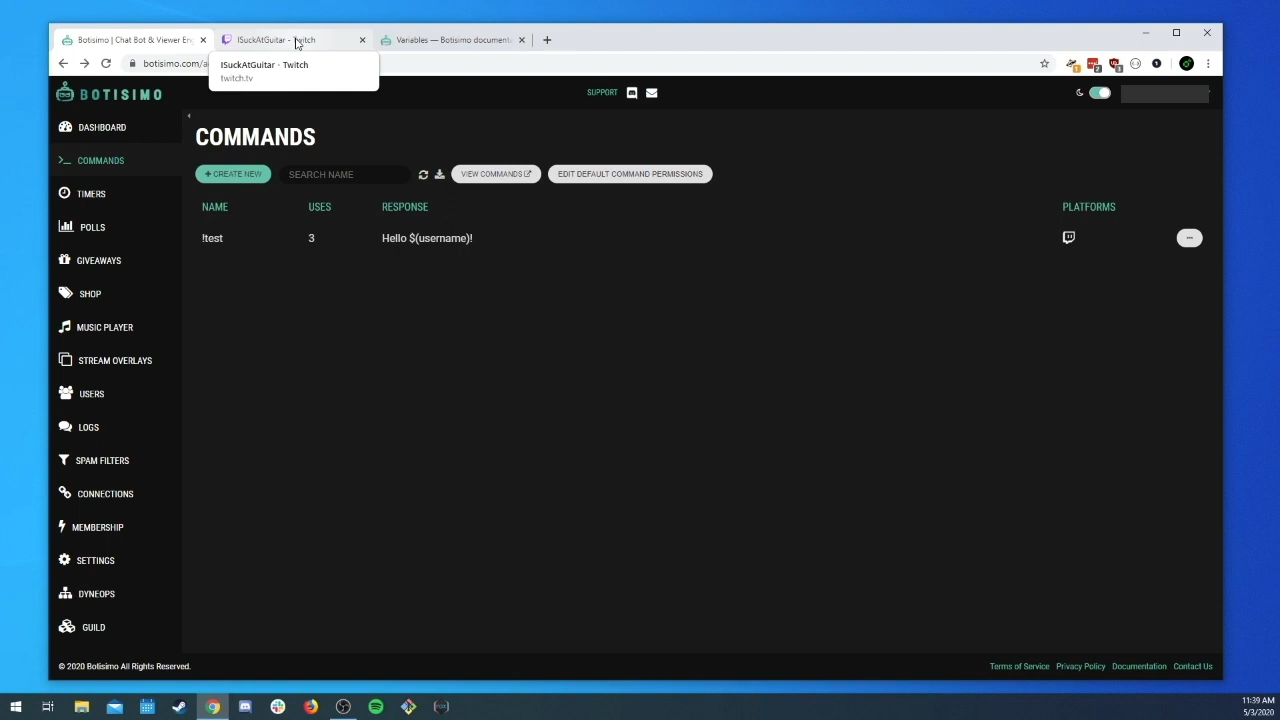 Botisimo | Chat Bot & Viewer En
ISuckAtGuitar - Twitch
Variables — Botisimo documenta
botisimo.com/a
ISuckAtGuitar - Twitch
twitch.tv
BOTISIMO
SUPPORT
DASHBOARD
COMMANDS
TIMERS
POLLS
GIVEAWAYS
SHOP
MUSIC PLAYER
STREAM OVERLAYS
USERS
LOGS
SPAM FILTERS
CONNECTIONS
MEMBERSHIP
SETTINGS
DYNEOPS
GUILD
COMMANDS
+ CREATE NEW
SEARCH NAME
VIEW COMMANDS
EDIT DEFAULT COMMAND PERMISSIONS
NAME USES RESPONSE PLATFORMS
!test 3 Hello $(username)!
© 2020 Botisimo All Rights Reserved.
Terms of Service Privacy Policy Documentation Contact Us
11:39 AM
5/3/2020